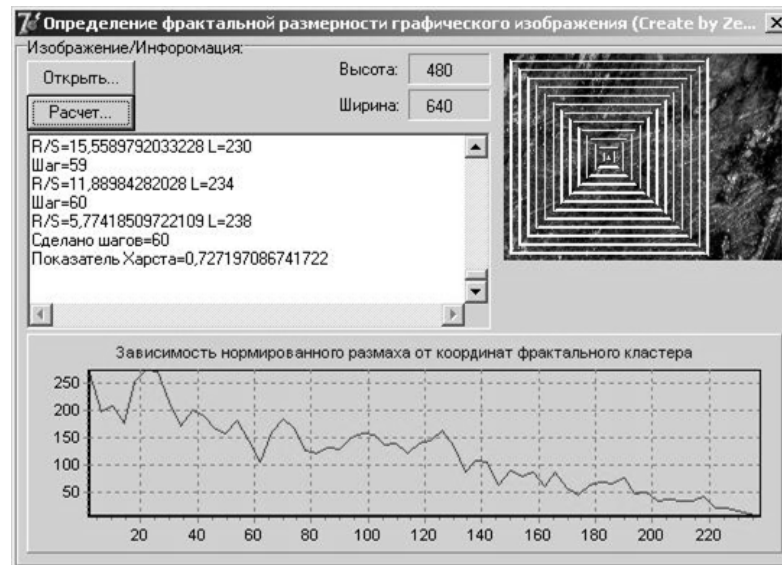 Определение фрактальной размерности графического изображения (Create by Ze...
Изображение/Инфоромация:
Открыть...
Расчет...
Высота: 480
Ширина: 640
R/S=15,5589792033228 L=230
Шаг=59
R/S=11,88984282028 L=234
Шаг=60
R/S=5,77418509722109 L=238
Сделано шагов=60
Показатель Харста=0,727197086741722
Зависимость нормированного размаха от координат фрактального кластера
250
200
150
100
50
20 40 60 80 100 120 140 160 180 200 220